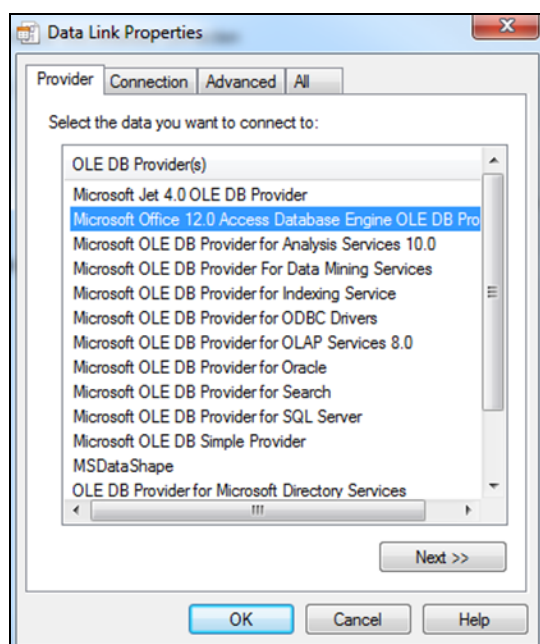 Data Link Properties
Provider Connection Advanced All
Select the data you want to connect to:
OLE DB Provider(s)
Microsoft Jet 4.0 OLE DB Provider
Microsoft Office 12.0 Access Database Engine OLE DB Pro
Microsoft OLE DB Provider for Analysis Services 10.0
Microsoft OLE DB Provider For Data Mining Services
Microsoft OLE DB Provider for Indexing Service
Microsoft OLE DB Provider for ODBC Drivers
Microsoft OLE DB Provider for OLAP Services 8.0
Microsoft OLE DB Provider for Oracle
Microsoft OLE DB Provider for Search
Microsoft OLE DB Provider for SQL Server
Microsoft OLE DB Simple Provider
MSDataShape
OLE DB Provider for Microsoft Directory Services
Next >>
OK Cancel Help